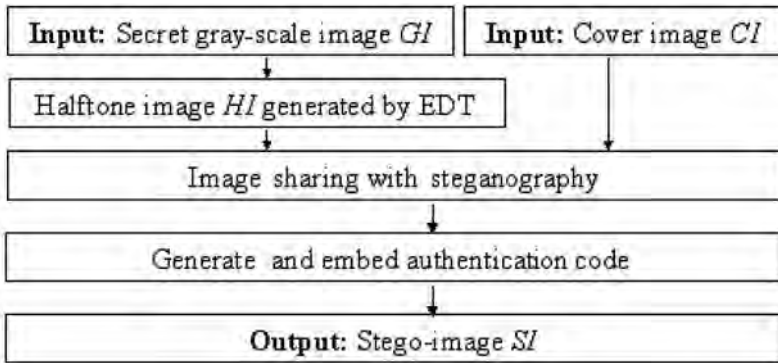 Input: Secret gray-scale image GI
Input: Cover image CI
Halftone image HI generated by EDT
Image sharing with steganography
Generate and embed authentication code
Output: Stego-image SI